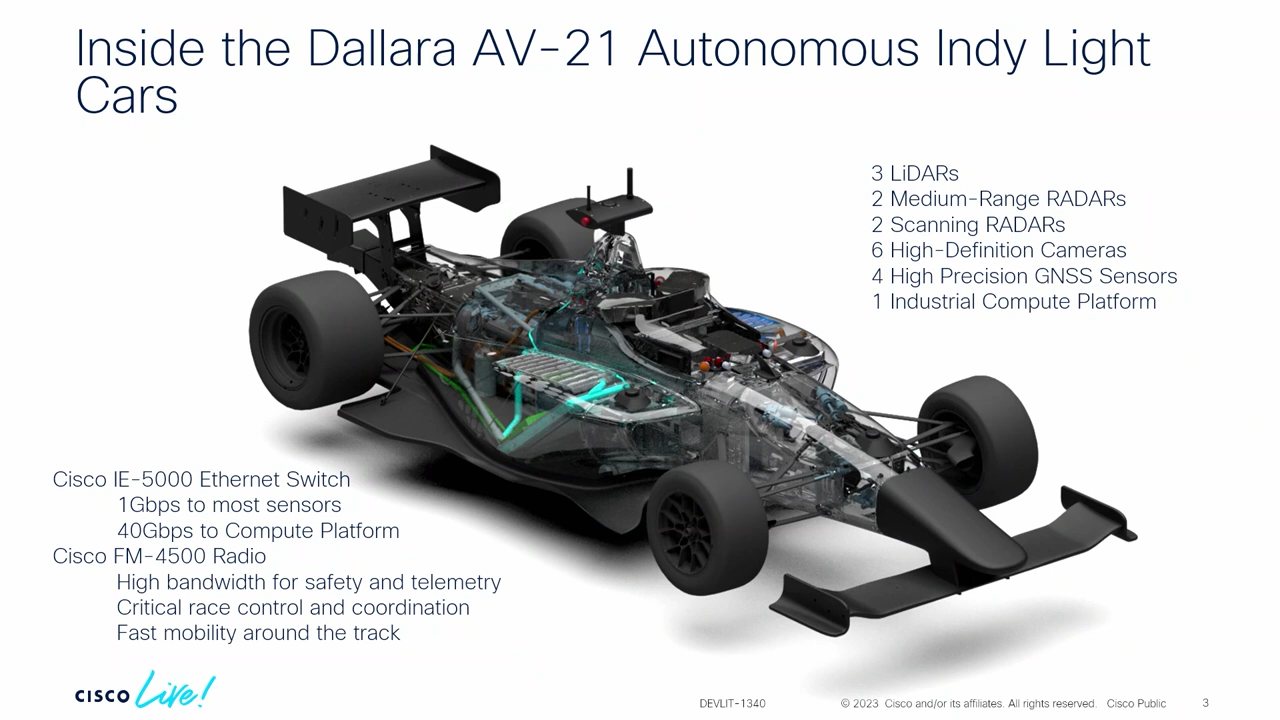 Inside the Dallara AV-21 Autonomous Indy Light
Cars
3 LiDARs
2 Medium-Range RADARs
2 Scanning RADARs
6 High-Definition Cameras
4 High Precision GNSS Sensors
1 Industrial Compute Platform
Cisco IE-5000 Ethernet Switch
1Gbps to most sensors
40Gbps to Compute Platform
Cisco FM-4500 Radio
High bandwidth for safety and telemetry
Critical race control and coordination
Fast mobility around the track
CISCO Live!
DEVLIT-1340
© 2023 Cisco and/or its affiliates. All rights reserved. Cisco Public
3